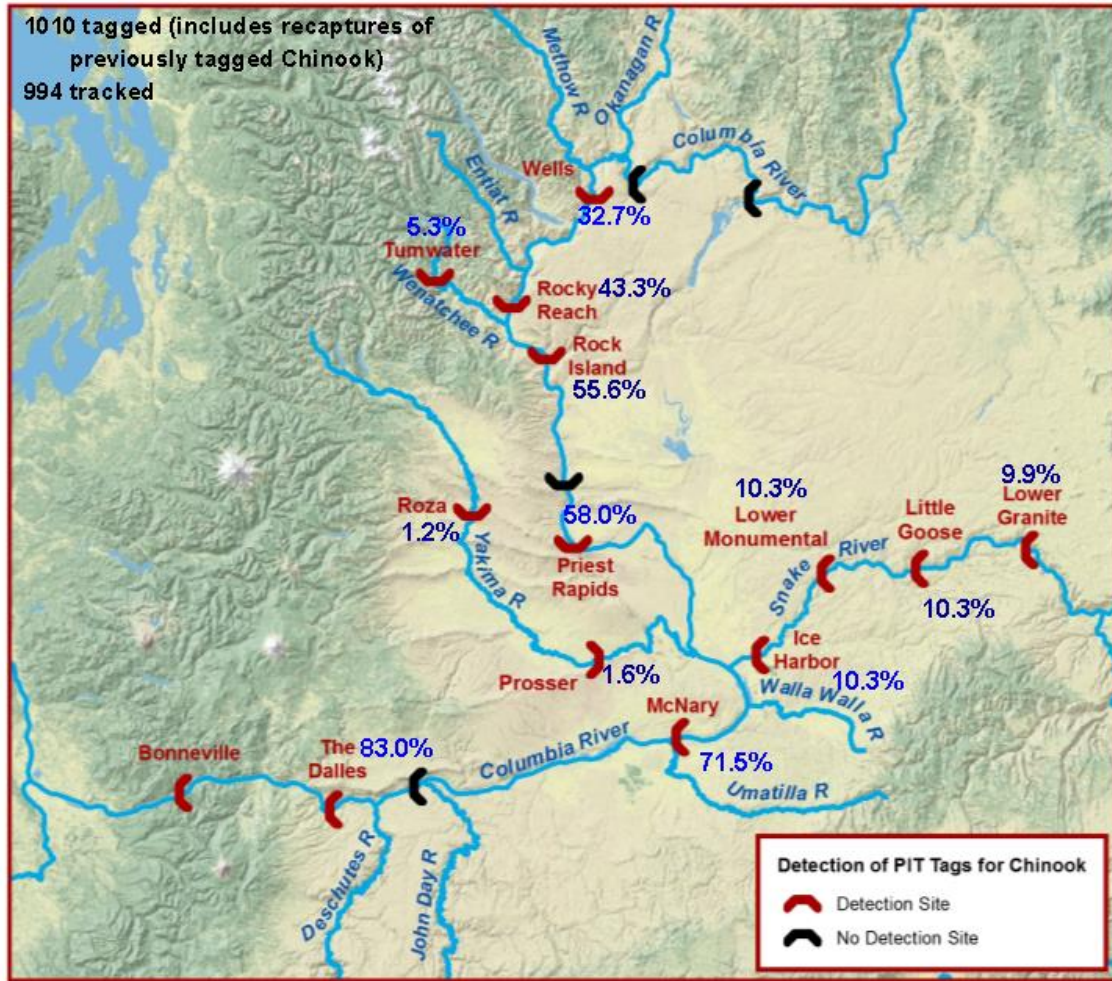 1010 tagged (includes recaptures of
previously tagged Chinook)
994 tracked
Methow R
Okanagan R
Columbia River
Wells
32.7%
Entiat R
5.3%
Tumwater
Wenatchee R
Rocky
Reach
43.3%
Rock
Island
55.6%
Roza
1.2%
Yakima R
58.0%
Priest
Rapids
10.3%
Lower
Monumental
Little
Goose
9.9%
Lower
Granite
Snake
River
10.3%
Ice
Harbor
10.3%
Walla Walla R
Prosser
1.6%
McNary
71.5%
Umatilla R
Bonneville
The
Dalles
83.0%
Columbia River
Deschutes R
John Day R
Detection of PIT Tags for Chinook
Detection Site
No Detection Site